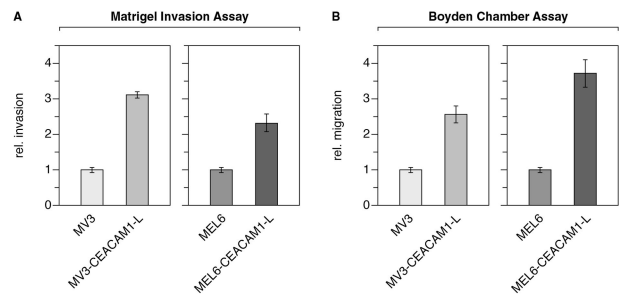 A
Matrigel Invasion Assay
rel. invasion
4
3
2
1
0
MV3
MV3-CEACAM1-L
MEL6
MEL6-CEACAM1-L
B
Boyden Chamber Assay
rel. migration
4
3
2
1
0
MV3
MV3-CEACAM1-L
MEL6
MEL6-CEACAM1-L